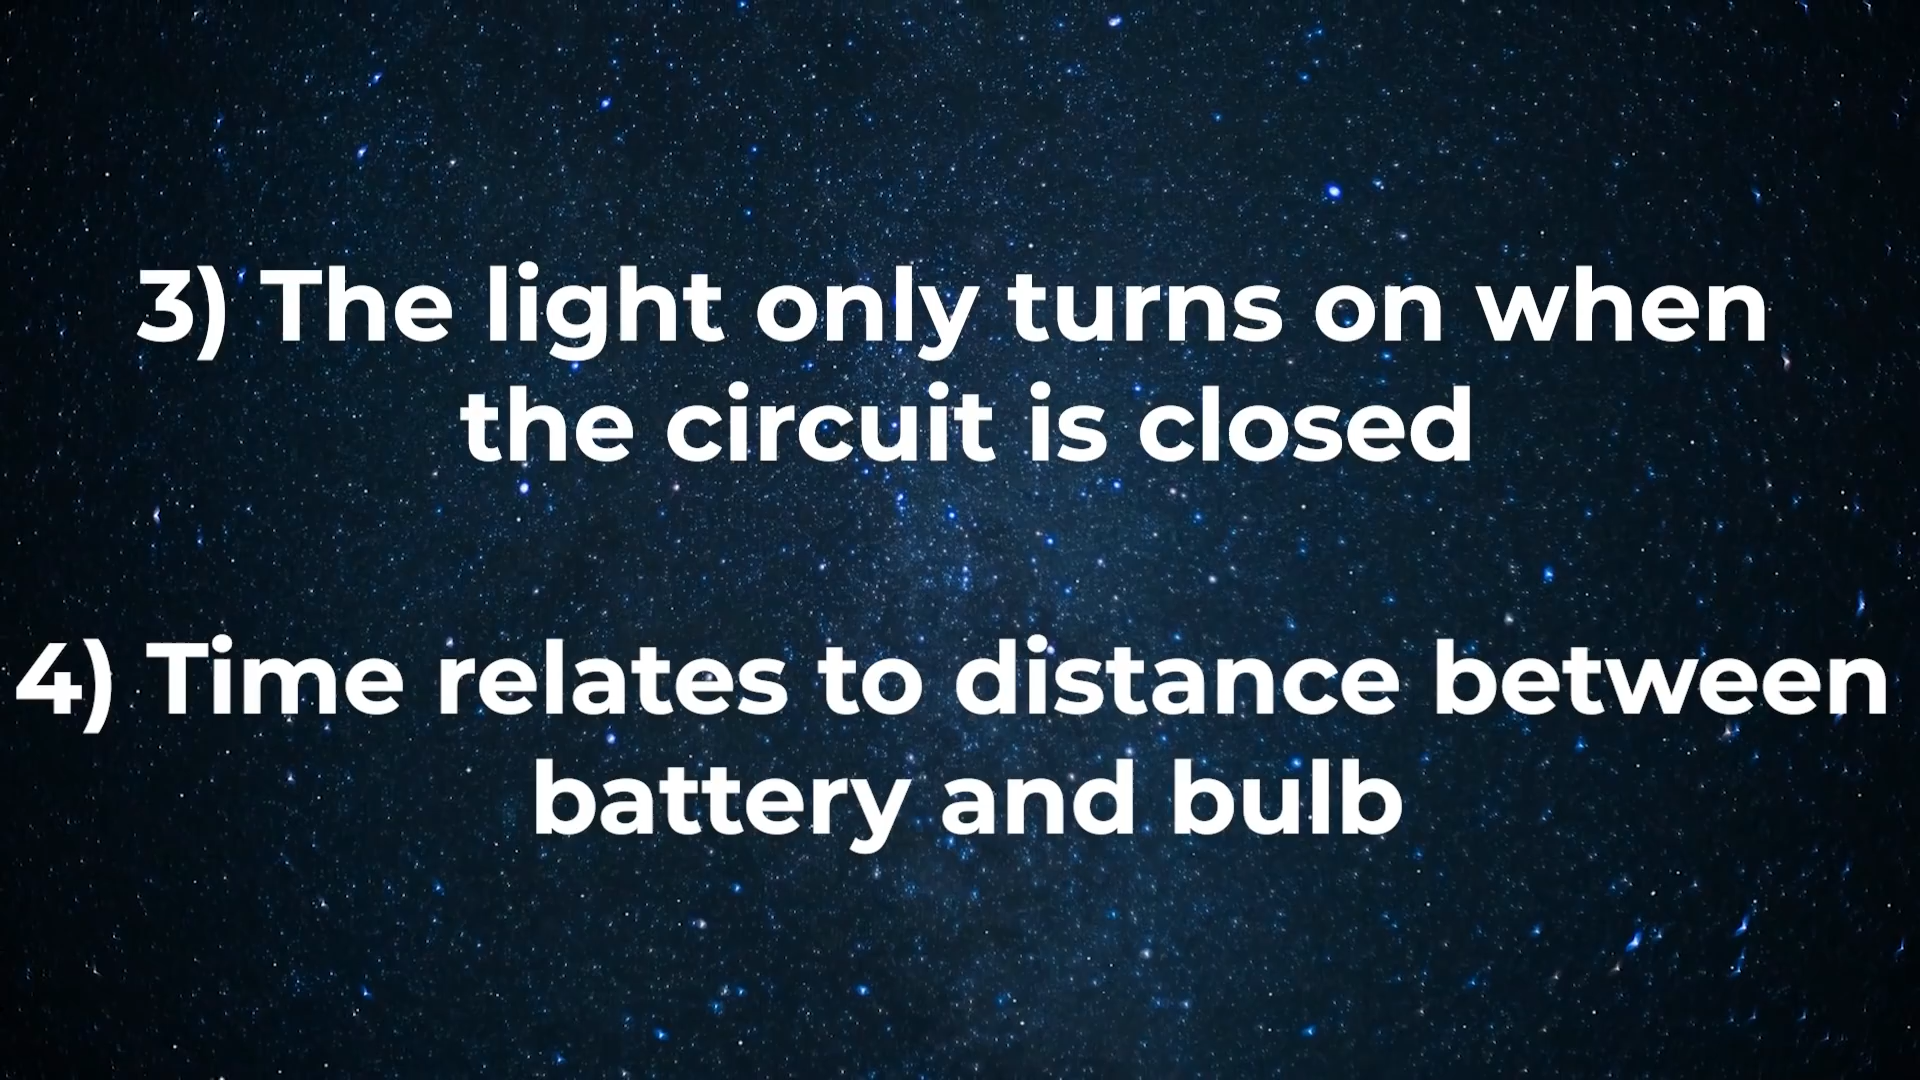 3) The light only turns on when
the circuit is closed
4) Time relates to distance between
battery and bulb